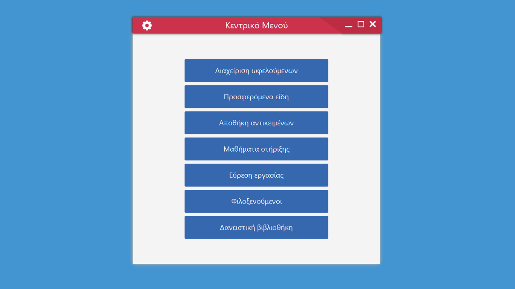 Κεντρικό Μενού
Διαχείριση ωφελούμενων
Προσφερόμενα είδη
Αποθήκη αντικειμένων
Μαθήματα στήριξης
Εύρεση εργασίας
Φιλοξενούμενοι
Δανειστική βιβλιοθήκη